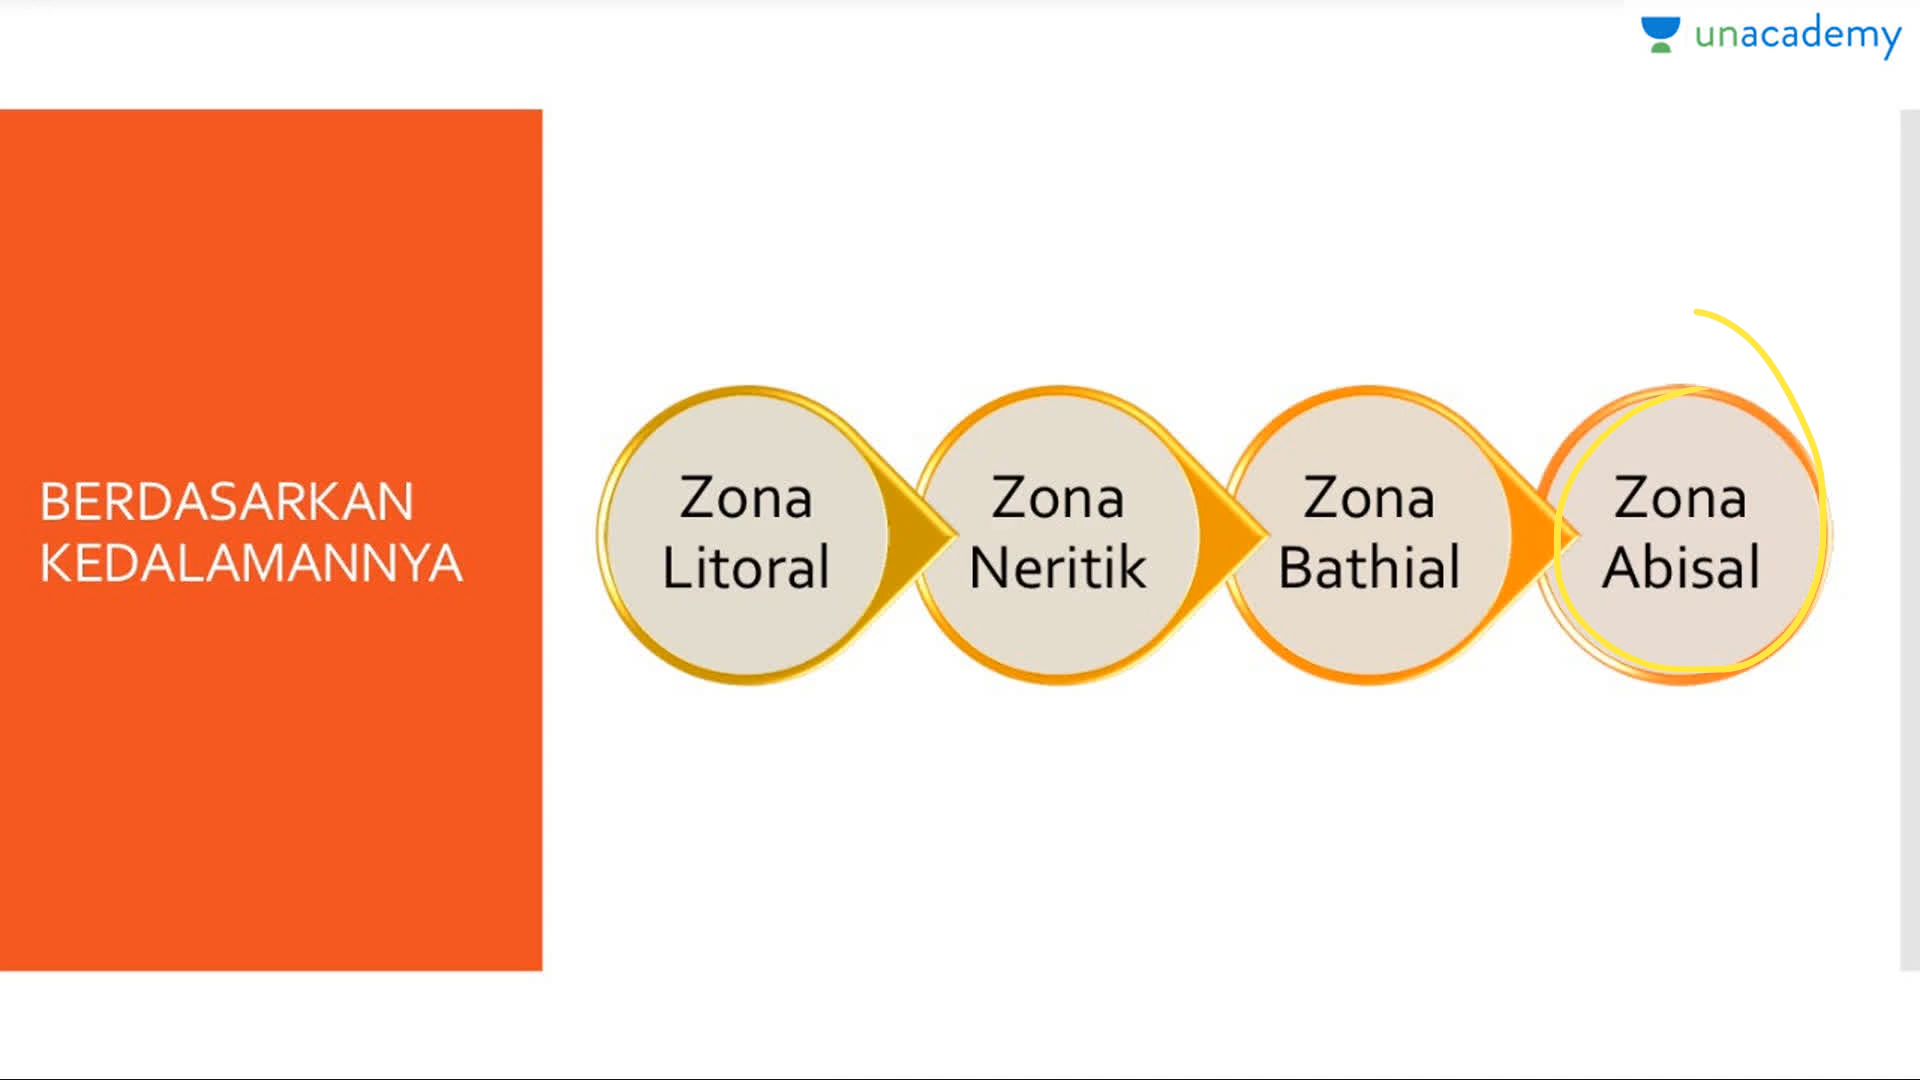 unacademy
BERDASARKAN
KEDALAMANNYA
Zona
Litoral
Zona
Neritik
Zona
Bathial
Zona
Abisal